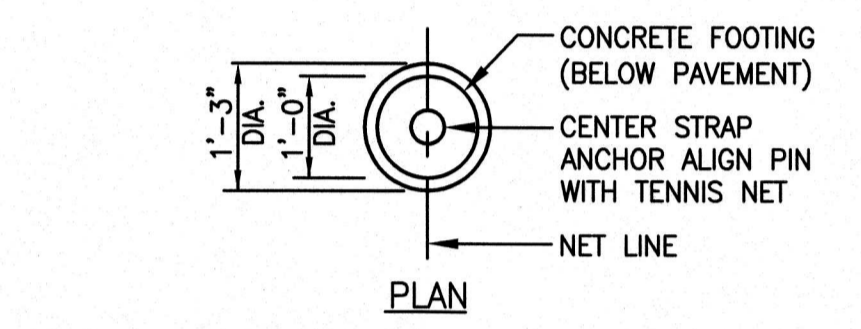 1'-3"
DIA.
1'-0"
DIA.
CONCRETE FOOTING
(BELOW PAVEMENT)
CENTER STRAP
ANCHOR ALIGN PIN
WITH TENNIS NET
NET LINE
PLAN